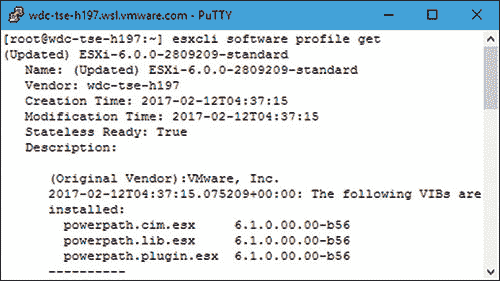 wdc-tse-h197.wsl.vmware.com - PuTTY
[root@wdc-tse-h197:~] esxcli software profile get
(Updated) ESXi-6.0.0-2809209-standard
   Name: (Updated) ESXi-6.0.0-2809209-standard
   Vendor: wdc-tse-h197
   Creation Time: 2017-02-12T04:37:15
   Modification Time: 2017-02-12T04:37:15
   Stateless Ready: True
   Description:

      (Original Vendor):VMware, Inc.
      2017-02-12T04:37:15.075209+00:00: The following VIBs are
      installed:
        powerpath.cim.esx     6.1.0.00.00-b56
        powerpath.lib.esx     6.1.0.00.00-b56
        powerpath.plugin.esx  6.1.0.00.00-b56
      ----------